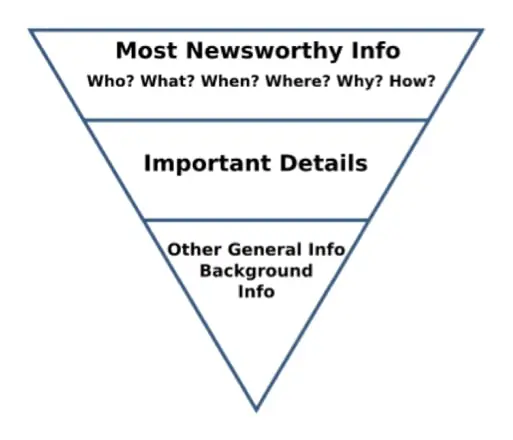 Most Newsworthy Info
Who? What? When? Where? Why? How?
Important Details
Other General Info
Background
Info